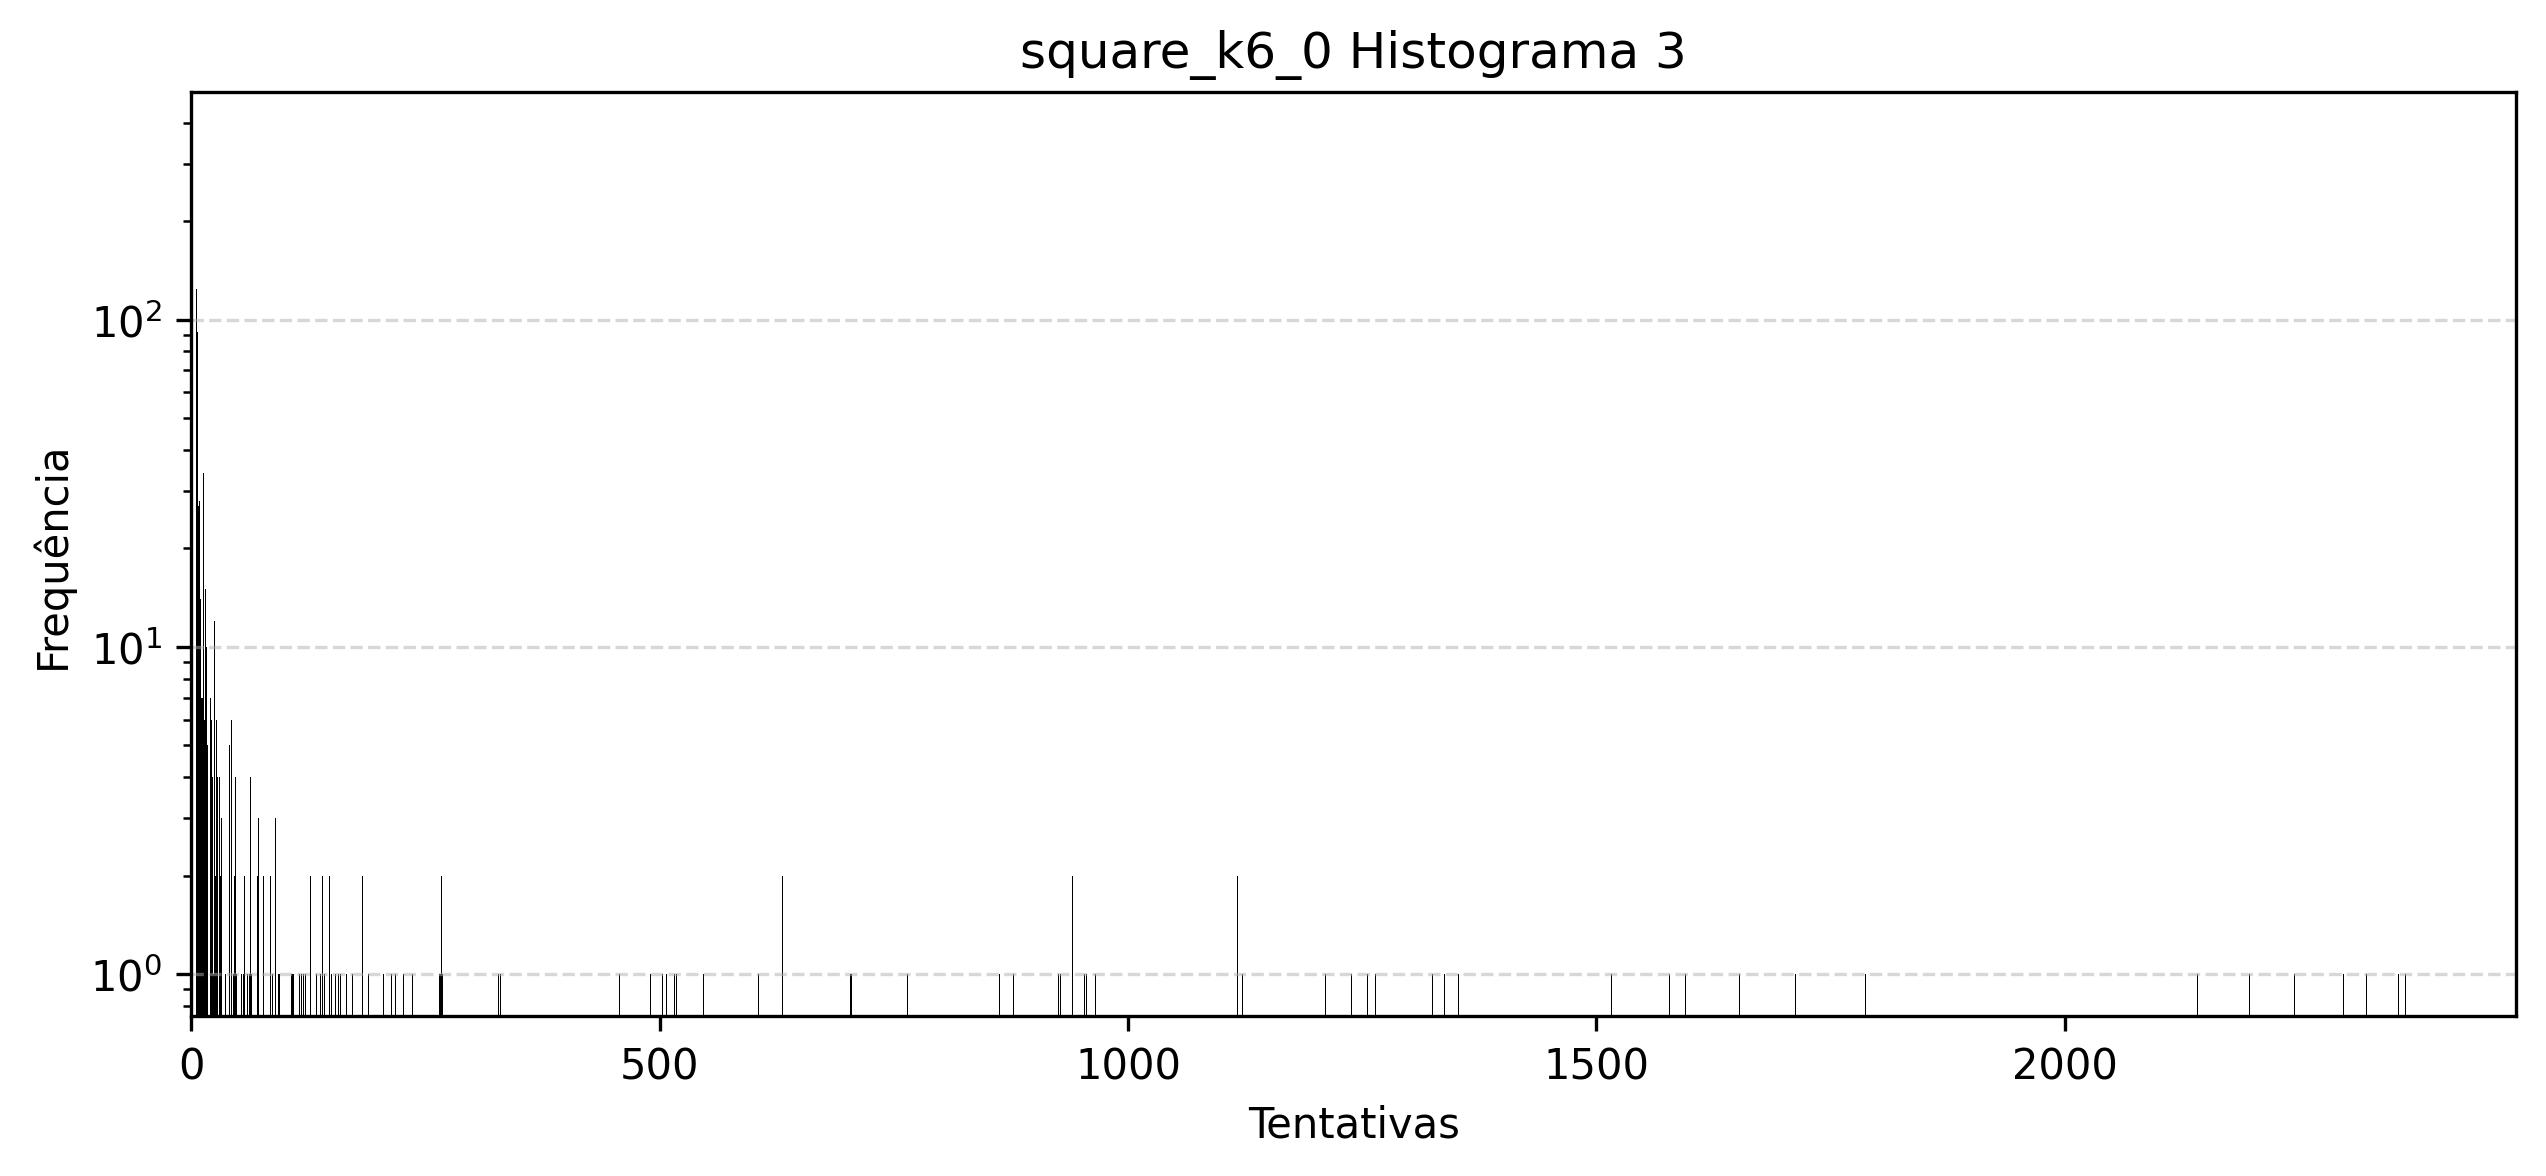 square_k6_0 Histograma 3
Frequência
10²
10¹
10⁰
0 500 1000 1500 2000
Tentativas